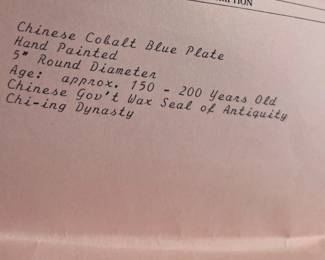 Chinese Cobalt Blue Plate
Hand Painted
5" Round Diameter
Age: approx. 150 - 200 Years Old
Chinese Gov't Wax Seal of Antiquity
Chi-ing Dynasty